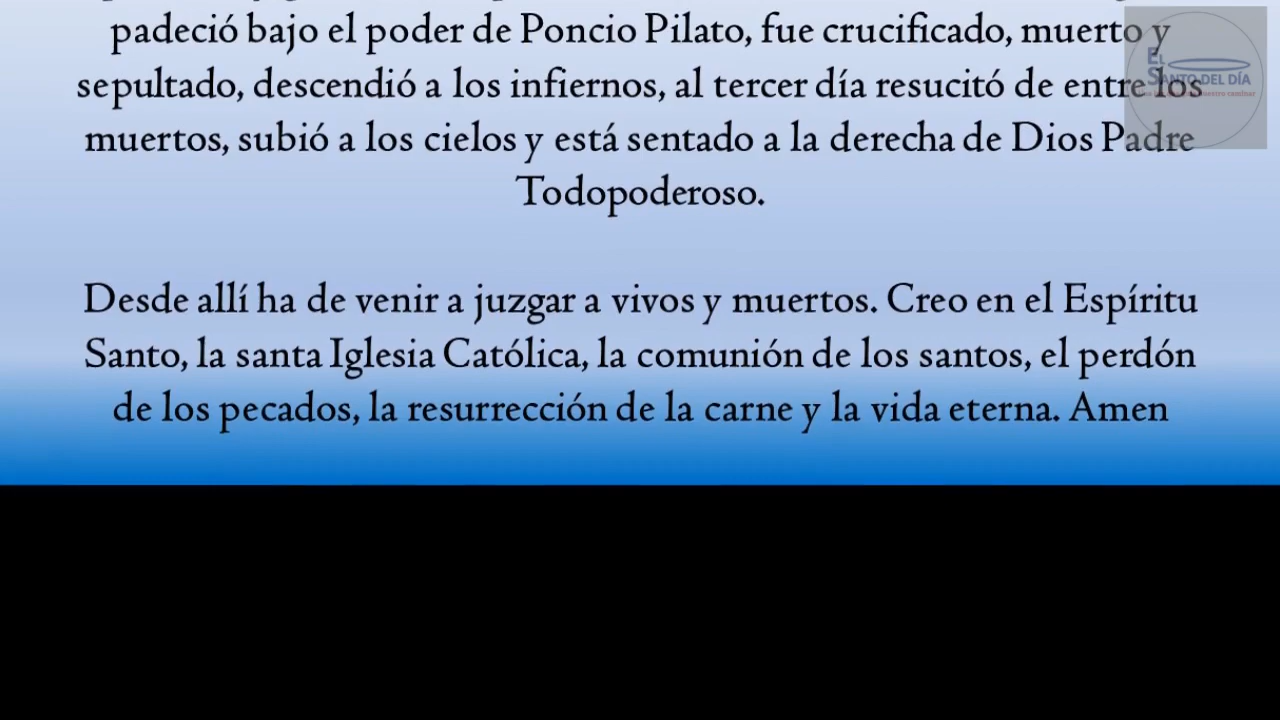 padeció bajo el poder de Poncio Pilato, fue crucificado, muerto y
sepultado, descendió a los infiernos, al tercer día resucitó de entre los
muertos, subió a los cielos y está sentado a la derecha de Dios Padre
Todopoderoso.
Desde allí ha de venir a juzgar a vivos y muertos. Creo en el Espíritu
Santo, la santa Iglesia Católica, la comunión de los santos, el perdón
de los pecados, la resurrección de la carne y la vida eterna. Amen
EL
SANTO DEL DÍA